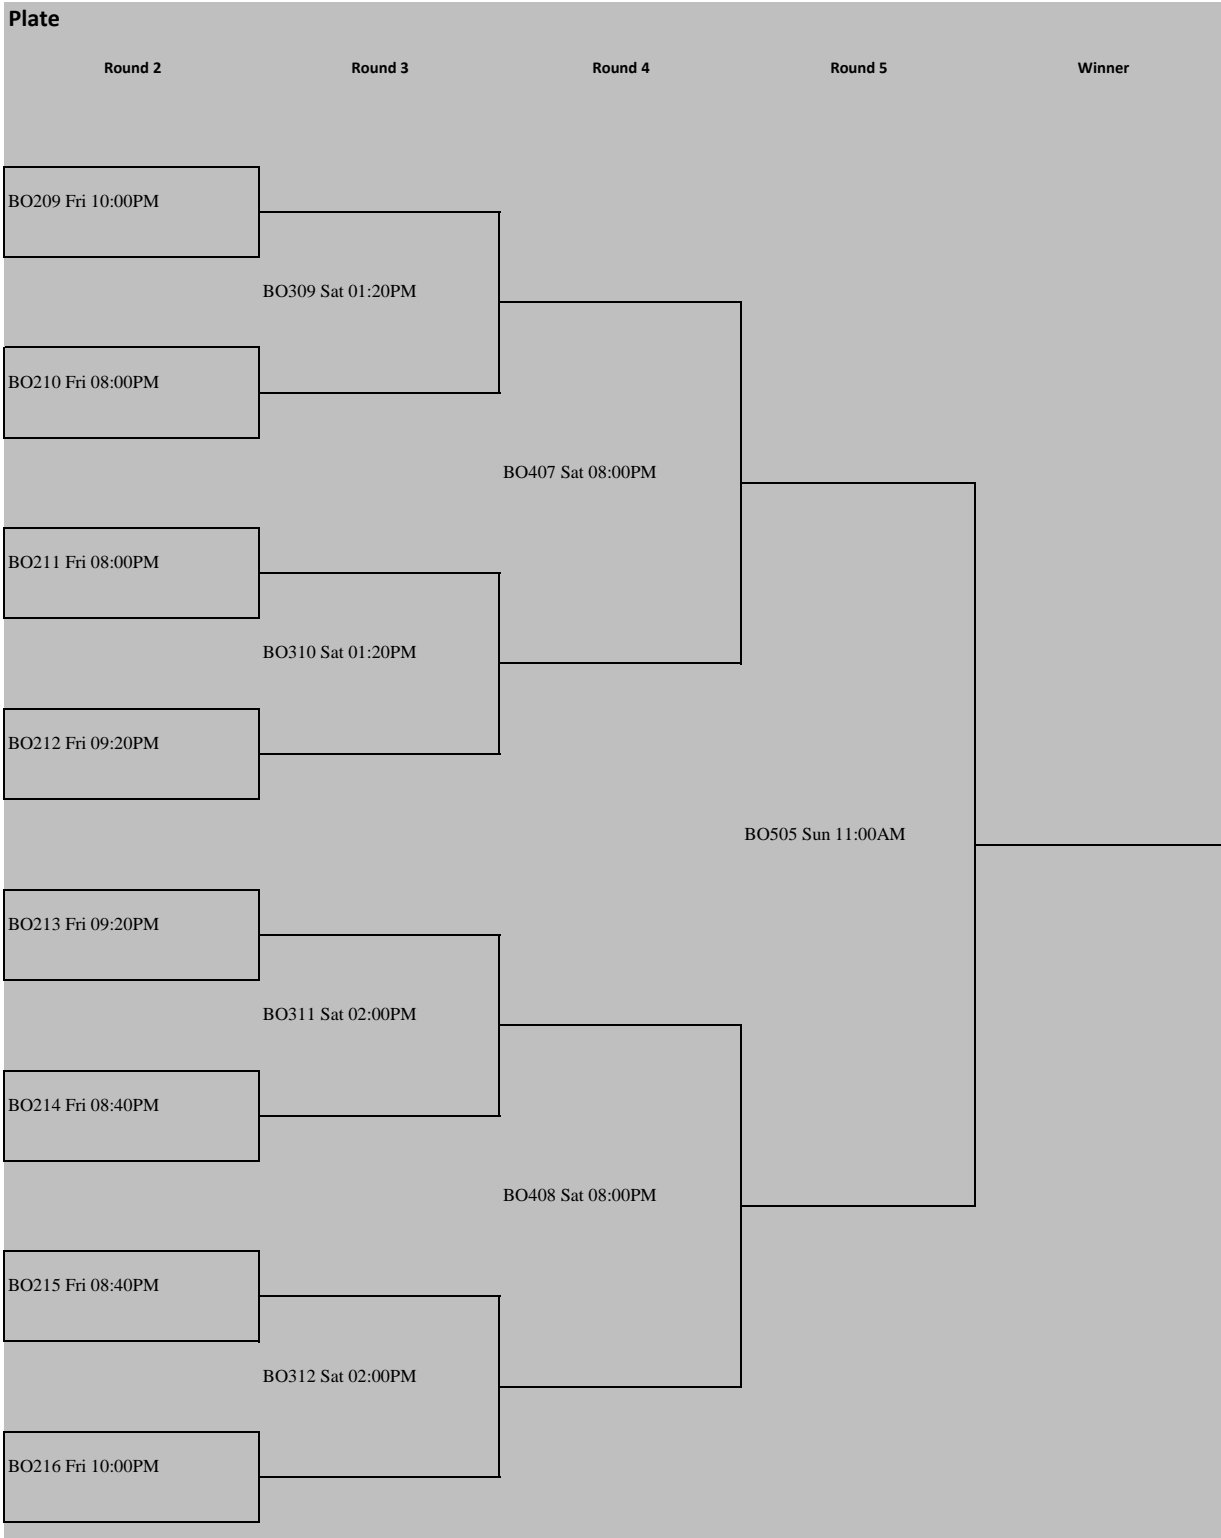 Plate
Round 2 Round 3 Round 4 Round 5 Winner
BO209 Fri 10:00PM
BO309 Sat 01:20PM
BO210 Fri 08:00PM
BO407 Sat 08:00PM
BO211 Fri 08:00PM
BO310 Sat 01:20PM
BO212 Fri 09:20PM
BO505 Sun 11:00AM
BO213 Fri 09:20PM
BO311 Sat 02:00PM
BO214 Fri 08:40PM
BO408 Sat 08:00PM
BO215 Fri 08:40PM
BO312 Sat 02:00PM
BO216 Fri 10:00PM